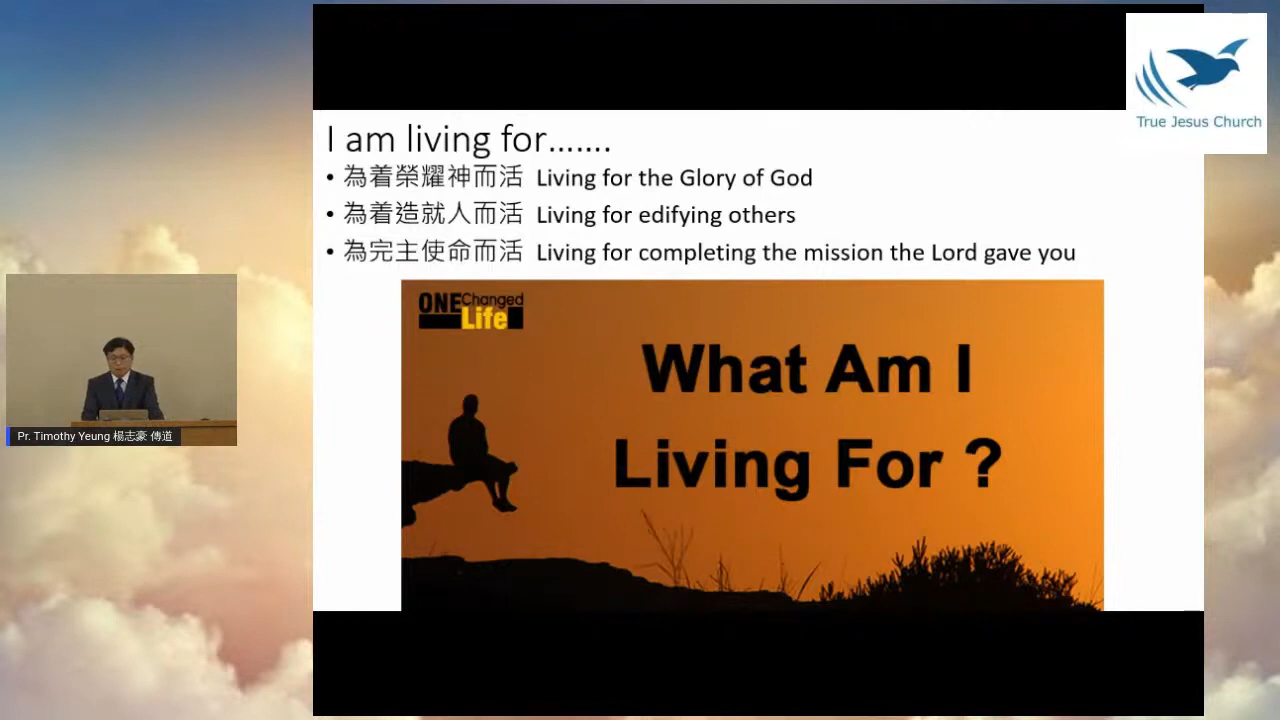 True Jesus Church
I am living for.......
• 為着榮耀神而活 Living for the Glory of God
• 為着造就人而活 Living for edifying others
• 為完主使命而活 Living for completing the mission the Lord gave you
ONE Changed
Life
What Am I
Living For ?
Pr. Timothy Yeung 楊志豪 傳道